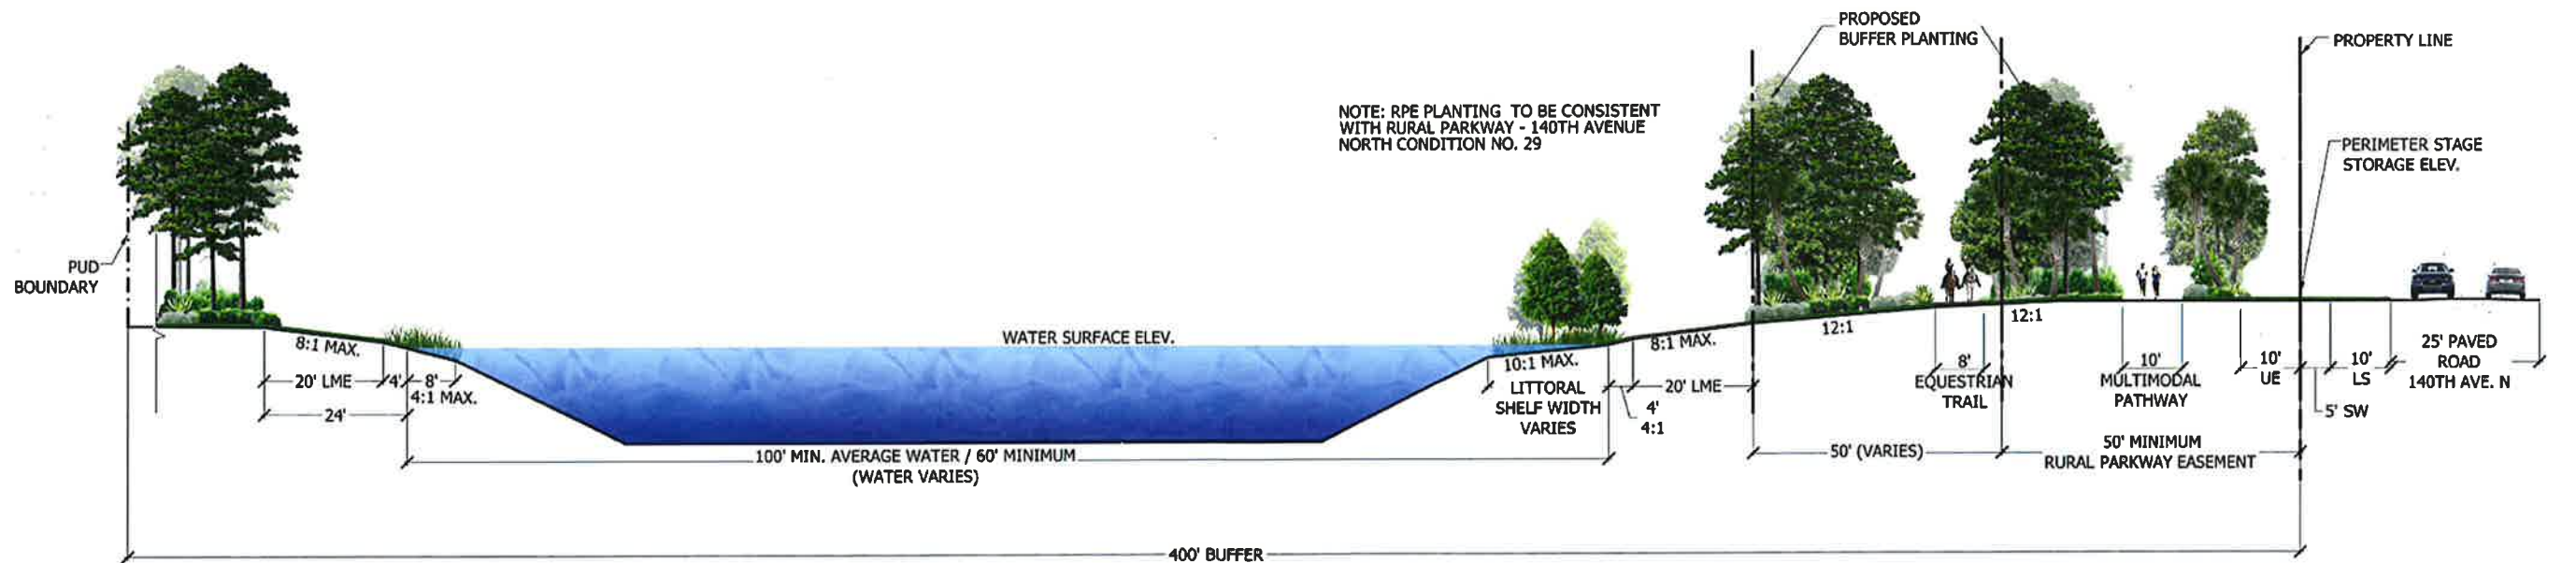 PROPOSED
BUFFER PLANTING
PROPERTY LINE
NOTE: RPE PLANTING TO BE CONSISTENT
WITH RURAL PARKWAY - 140TH AVENUE
NORTH CONDITION NO. 29
PERIMETER STAGE
STORAGE ELEV.
PUD
BOUNDARY
WATER SURFACE ELEV.
8:1 MAX.
20' LME
4'
8'
4:1 MAX.
24'
10:1 MAX.
LITTORAL
SHELF WIDTH
VARIES
8:1 MAX.
20' LME
4'
4:1
12:1
12:1
8'
EQUESTRIAN
TRAIL
10'
MULTIMODAL
PATHWAY
10'
UE
10'
LS
5' SW
25' PAVED
ROAD
140TH AVE. N
100' MIN. AVERAGE WATER / 60' MINIMUM
(WATER VARIES)
50' (VARIES)
50' MINIMUM
RURAL PARKWAY EASEMENT
400' BUFFER